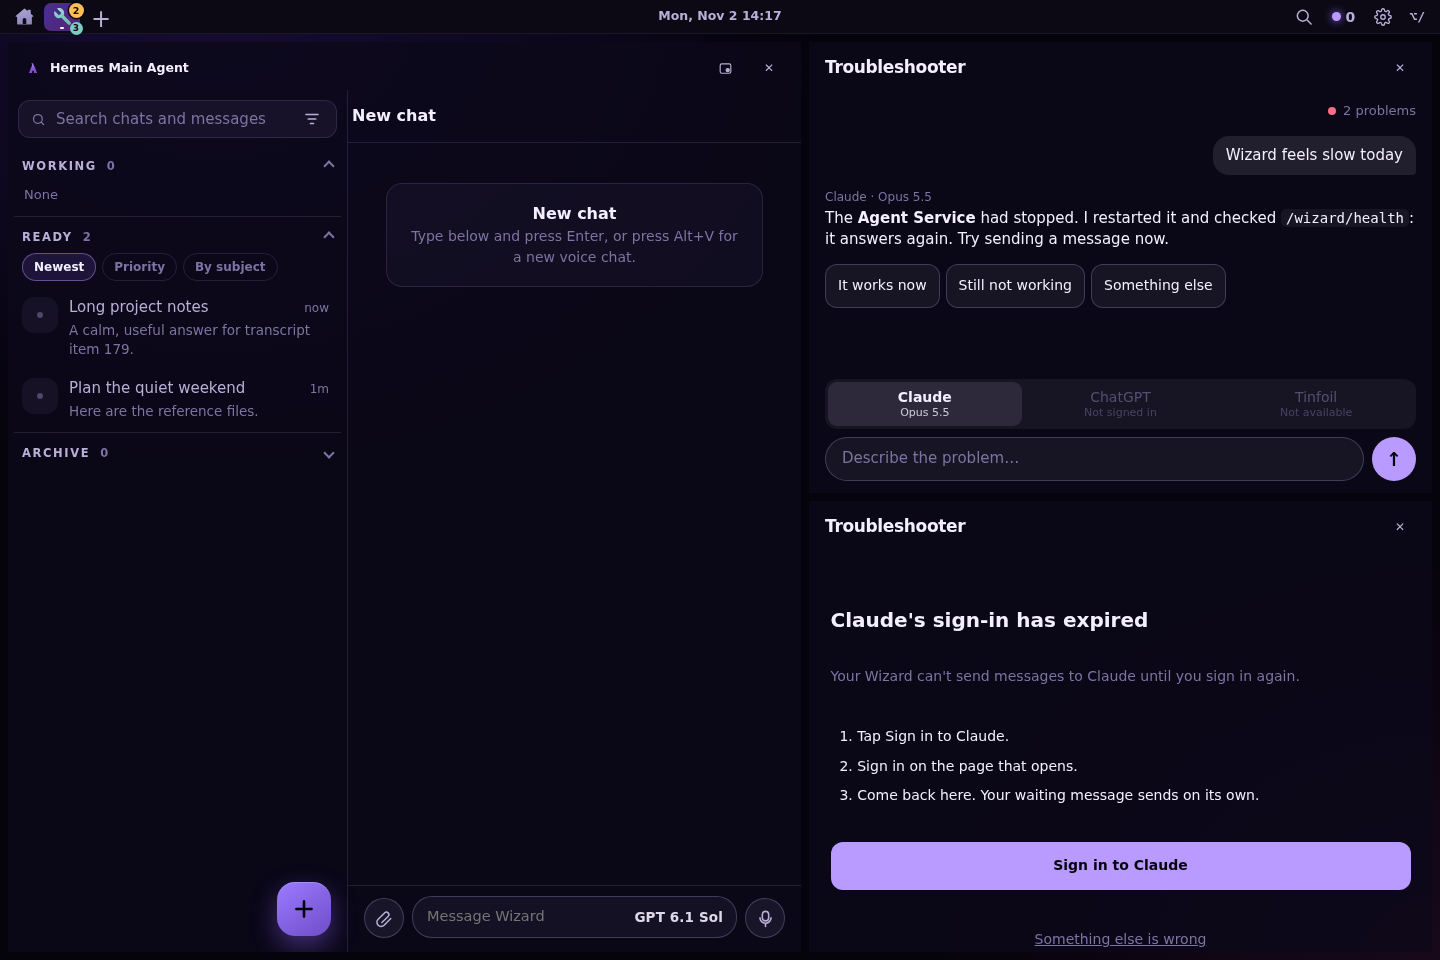 2
3
Mon, Nov 2 14:17
0
⌥/
Hermes Main Agent
Search chats and messages
WORKING 0
None
READY 2
Newest
Priority
By subject
Long project notes
now
A calm, useful answer for transcript
item 179.
Plan the quiet weekend
1m
Here are the reference files.
ARCHIVE 0
New chat
New chat
Type below and press Enter, or press Alt+V for
a new voice chat.
Message Wizard
GPT 6.1 Sol
Troubleshooter
2 problems
Wizard feels slow today
Claude · Opus 5.5
The Agent Service had stopped. I restarted it and checked /wizard/health:
it answers again. Try sending a message now.
It works now
Still not working
Something else
Claude
Opus 5.5
ChatGPT
Not signed in
Tinfoil
Not available
Describe the problem…
Troubleshooter
Claude's sign-in has expired
Your Wizard can't send messages to Claude until you sign in again.
1. Tap Sign in to Claude.
2. Sign in on the page that opens.
3. Come back here. Your waiting message sends on its own.
Sign in to Claude
Something else is wrong